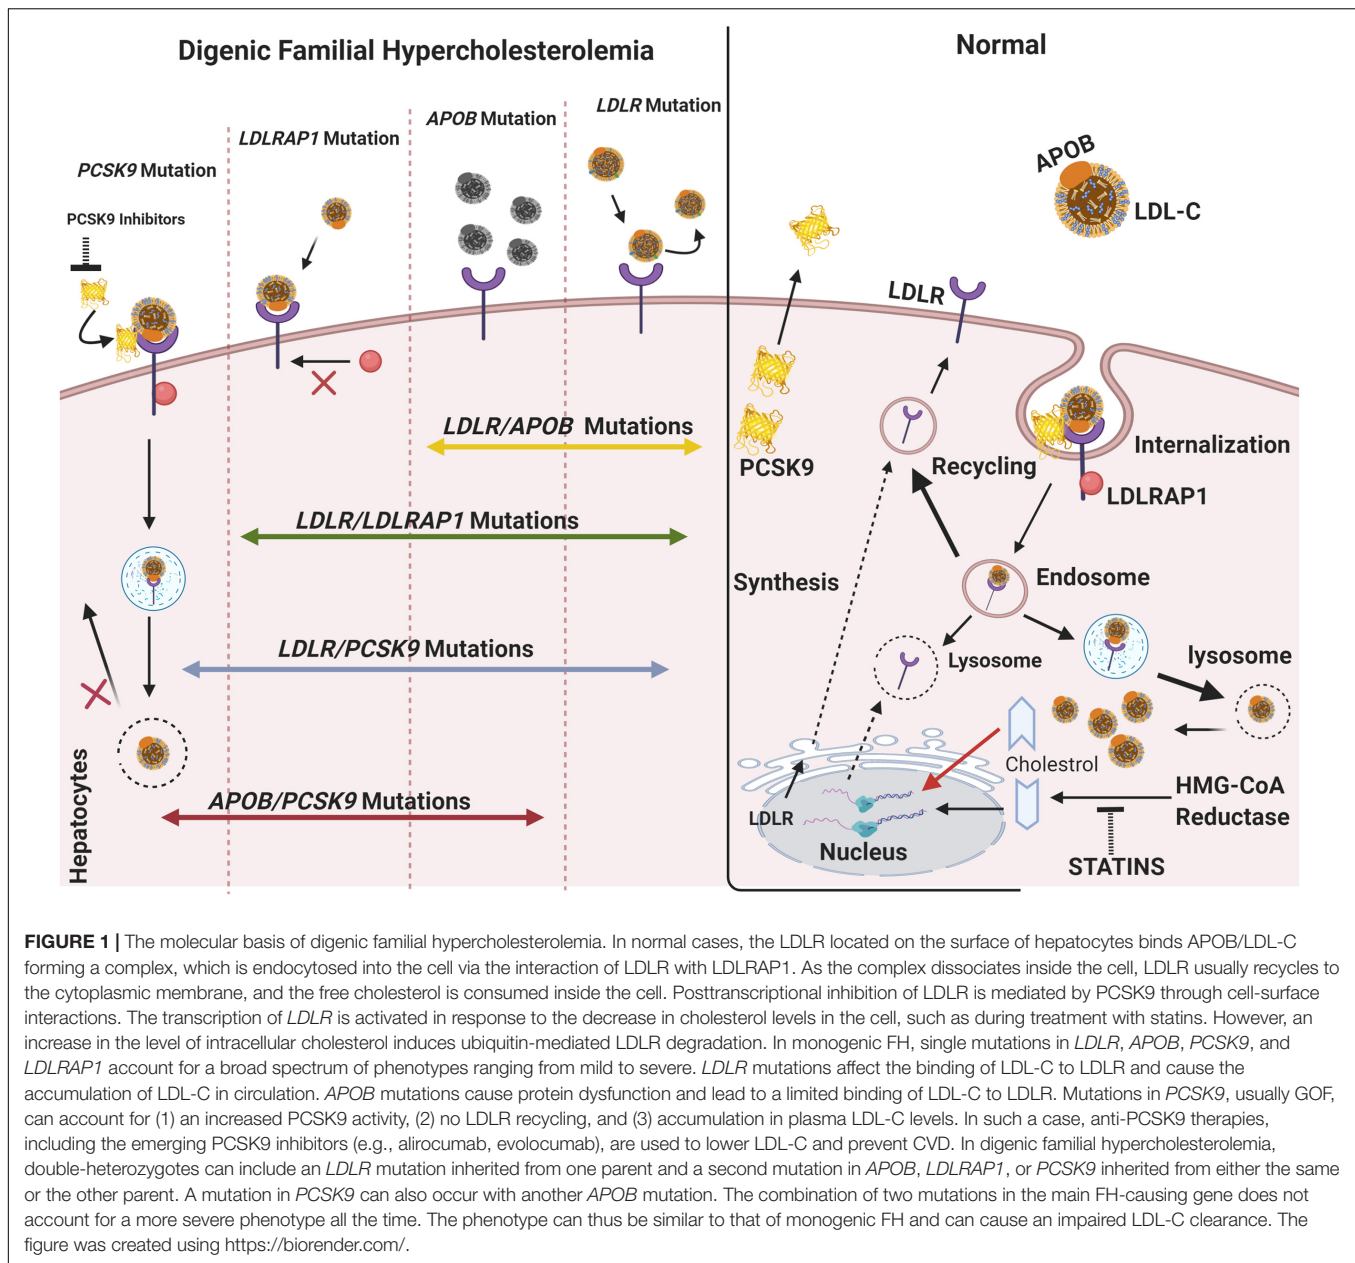 Digenic Familial Hypercholesterolemia
Normal
LDLR Mutation
APOB Mutation
LDLRAP1 Mutation
PCSK9 Mutation
PCSK9 Inhibitors
APOB
LDL-C
LDLR
LDLR/APOB Mutations
PCSK9
Recycling
Internalization
LDLRAP1
LDLR/LDLRAP1 Mutations
Synthesis
Endosome
LDLR/PCSK9 Mutations
Lysosome
lysosome
Cholestrol
HMG-CoA
Reductase
APOB/PCSK9 Mutations
LDLR
Nucleus
STATINS
Hepatocytes
FIGURE 1 | The molecular basis of digenic familial hypercholesterolemia. In normal cases, the LDLR located on the surface of hepatocytes binds APOB/LDL-C
forming a complex, which is endocytosed into the cell via the interaction of LDLR with LDLRAP1. As the complex dissociates inside the cell, LDLR usually recycles to
the cytoplasmic membrane, and the free cholesterol is consumed inside the cell. Posttranscriptional inhibition of LDLR is mediated by PCSK9 through cell-surface
interactions. The transcription of LDLR is activated in response to the decrease in cholesterol levels in the cell, such as during treatment with statins. However, an
increase in the level of intracellular cholesterol induces ubiquitin-mediated LDLR degradation. In monogenic FH, single mutations in LDLR, APOB, PCSK9, and
LDLRAP1 account for a broad spectrum of phenotypes ranging from mild to severe. LDLR mutations affect the binding of LDL-C to LDLR and cause the
accumulation of LDL-C in circulation. APOB mutations cause protein dysfunction and lead to a limited binding of LDL-C to LDLR. Mutations in PCSK9, usually GOF,
can account for (1) an increased PCSK9 activity, (2) no LDLR recycling, and (3) accumulation in plasma LDL-C levels. In such a case, anti-PCSK9 therapies,
including the emerging PCSK9 inhibitors (e.g., alirocumab, evolocumab), are used to lower LDL-C and prevent CVD. In digenic familial hypercholesterolemia,
double-heterozygotes can include an LDLR mutation inherited from one parent and a second mutation in APOB, LDLRAP1, or PCSK9 inherited from either the same
or the other parent. A mutation in PCSK9 can also occur with another APOB mutation. The combination of two mutations in the main FH-causing gene does not
account for a more severe phenotype all the time. The phenotype can thus be similar to that of monogenic FH and can cause an impaired LDL-C clearance. The
figure was created using https://biorender.com/.